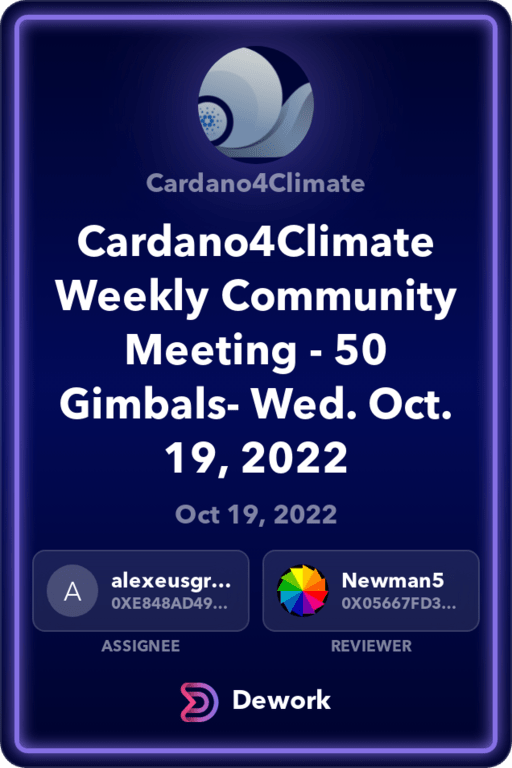 Cardano4Climate
Cardano4Climate
Weekly Community
Meeting - 50
Gimbals- Wed. Oct.
19, 2022
Oct 19, 2022
A
alexeusgr...
0XE848AD49...
Newman5
0X05667FD3...
ASSIGNEE
REVIEWER
Dework